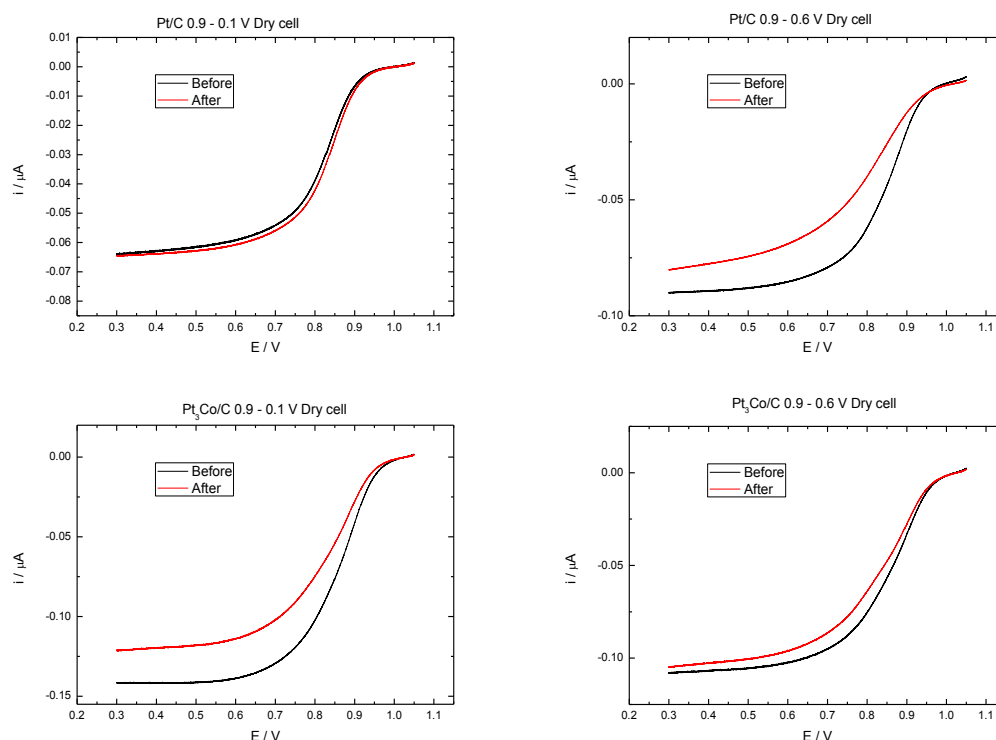 Pt/C 0.9 - 0.1 V Dry cell
0.01
0.00
-0.01
-0.02
-0.03
-0.04
-0.05
-0.06
-0.07
-0.08
i / µA
Before
After
0.2 0.3 0.4 0.5 0.6 0.7 0.8 0.9 1.0 1.1
E / V
Pt/C 0.9 - 0.6 V Dry cell
0.00
-0.05
-0.10
i / µA
Before
After
0.2 0.3 0.4 0.5 0.6 0.7 0.8 0.9 1.0 1.1
E / V
Pt₃Co/C 0.9 - 0.1 V Dry cell
0.00
-0.05
-0.10
-0.15
i / µA
Before
After
0.2 0.3 0.4 0.5 0.6 0.7 0.8 0.9 1.0 1.1
E / V
Pt₃Co/C 0.9 - 0.6 V Dry cell
0.00
-0.05
-0.10
i / µA
Before
After
0.2 0.3 0.4 0.5 0.6 0.7 0.8 0.9 1.0 1.1
E / V